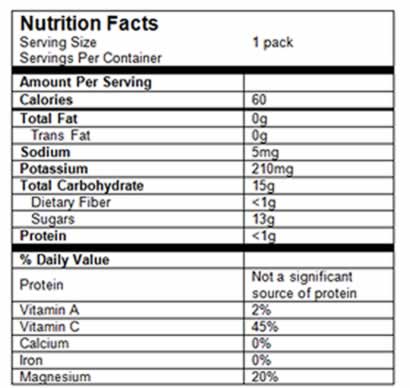 Nutrition Facts
Serving Size 1 pack
Servings Per Container
Amount Per Serving
Calories 60
Total Fat 0g
Trans Fat 0g
Sodium 5mg
Potassium 210mg
Total Carbohydrate 15g
Dietary Fiber <1g
Sugars 13g
Protein <1g
% Daily Value
Protein Not a significant
source of protein
Vitamin A 2%
Vitamin C 45%
Calcium 0%
Iron 0%
Magnesium 20%